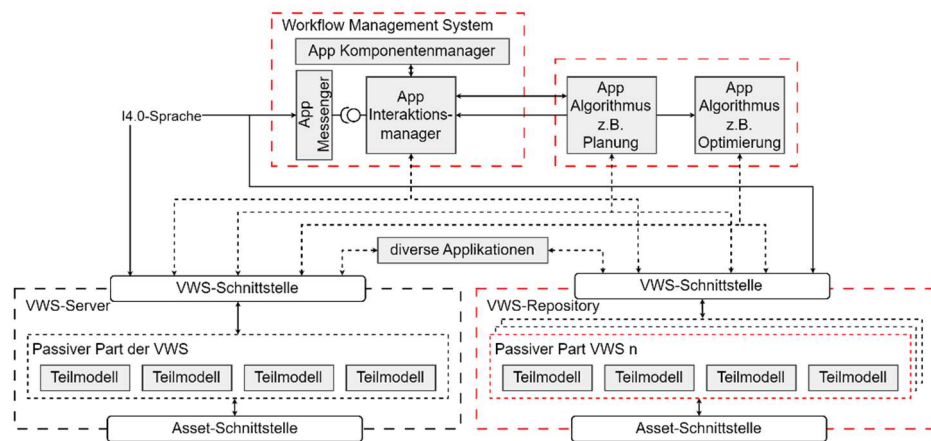 Workflow Management System
App Komponentenmanager
App
Messenger
App
Interaktions-
manager
App
Algorithmus
z.B.
Planung
App
Algorithmus
z.B.
Optimierung
I4.0-Sprache
diverse Applikationen
VWS-Schnittstelle
VWS-Schnittstelle
VWS-Server
VWS-Repository
Passiver Part der VWS
Passiver Part VWS n
Teilmodell
Teilmodell
Teilmodell
Teilmodell
Teilmodell
Teilmodell
Teilmodell
Teilmodell
Asset-Schnittstelle
Asset-Schnittstelle